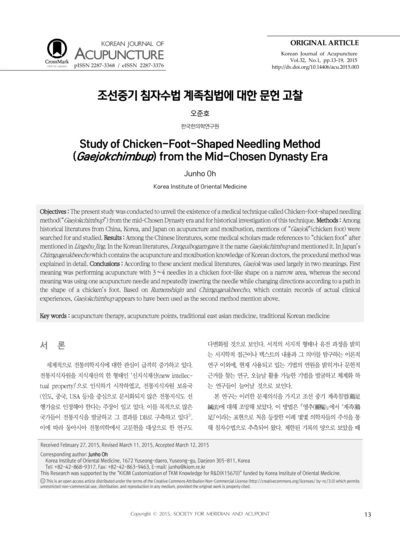 CrossMark
KOREAN JOURNAL OF
ACUPUNCTURE
pISSN 2287-3368 / eISSN 2287-3376
ORIGINAL ARTICLE
Korean Journal of Acupuncture
Vol.32, No.1, pp.13-19, 2015
http://dx.doi.org/10.14406/acu.2015.003
조선중기 침자수법 계족침법에 대한 문헌 고찰
오준호
한국한의학연구원
Study of Chicken-Foot-Shaped Needling Method
(Gaejokchimbup) from the Mid-Chosen Dynasty Era
Junho Oh
Korea Institute of Oriental Medicine
Objectives : The present study was conducted to unveil the existence of a medical technique called Chicken-foot-shaped needling
method("Gaejokchimbup") from the mid-Chosen Dynasty era and for historical investigation of this technique. Methods : Among
historical literatures from China, Korea, and Japan on acupuncture and moxibustion, mentions of "Gaejok"(chicken foot) were
searched for and studied. Results : Among the Chinese literatures, some medical scholars made references to "chicken foot" after
mentioned in Lingshu Jing. In the Korean literatures, Donguibogam gave it the name Gaejokchimbup and mentioned it. In Japan's
Chimgugeukbeecho which contains the acupuncture and moxibustion knowledge of Korean doctors, the procedural method was
explained in detail. Conclusions : According to these ancient medical literatures, Gaejok was used largely in two meanings. First
meaning was performing acupuncture with 3~4 needles in a chicken foot-like shape on a narrow area, whereas the second
meaning was using one acupuncture needle and repeatedly inserting the needle while changing directions according to a path in
the shape of a chicken's foot. Based on and Chimgugeukbeecho, which contain records of actual clinical
experiences, Gaejokchimbup appears to have been used as the second method mention above.
Key words : acupuncture therapy, acupuncture points, traditional east asian medicine, traditional Korean medicine
서 론
세계적으로 전통의학지식에 대한 관심이 급격히 증가하고 있다.
전통지식자원을 지식재산의 한 형태인 '신지식재산(new intellec-
tual property)'으로 인식하기 시작하였고, 전통지식자원 보유국
(인도, 중국, USA 등)을 중심으로 문서화되지 않은 전통지식도 선
행기술로 인정해야 한다는 주장이 일고 있다. 이를 목적으로 많은
국가들이 전통지식을 발굴하고 그 결과를 DB로 구축하고 있다.
이에 따라 동아시아 전통의학에서 고문헌을 대상으로 한 연구도
다변화될 것으로 보인다. 서적의 서지적 형태나 유전 과정을 밝히
는 서지학적 접근이나 텍스트의 내용과 그 의미를 탐구하는 이론적
연구 이외에, 현재 사용되고 있는 기법의 연원을 밝히거나 문헌적
근거를 찾는 연구, 오늘날 활용 가능한 기법을 발굴하고 체계화 하
는 연구들이 늘어날 것으로 보인다.
본 연구는 이러한 문제의식을 가지고 조선 중기 계족침법(鷄足
鍼法)에 대해 조망해 보았다. 이 방법은 『영추(靈樞)』에서 '계족(鷄
足)'이라는 표현으로 처음 등장한 이래 몇몇 의학자들의 주석을 통
해 침자수법으로 추측되어 왔다. 제한된 기록의 양으로 보았을 때
Received February 27, 2015, Revised March 11, 2015, Accepted March 12, 2015
Corresponding author: Junho Oh
Korea Institute of Oriental Medicine, 1672 Yuseong-daero, Yuseong-gu, Daejeon 305-811, Korea
Tel: +82-42-868-9317, Fax: +82-42-863-9463, E-mail: junho@kiom.re.kr
This Research was supported by the "KIOM Customization of TKM Knowledge for R&D(K15670)" funded by Korea Institute of Oriental Medicine.
This is an open access article distributed under the terms of the Creative Commons Attribution Non-Commercial License (http://creativecommons.org/licenses/by-nc/3.0) which permits
unrestricted non-commercial use, distribution, and reproduction in any medium, provided the original work is properly cited.
Copyright © 2015, SOCIETY FOR MERIDIAN AND ACUPOINT
13